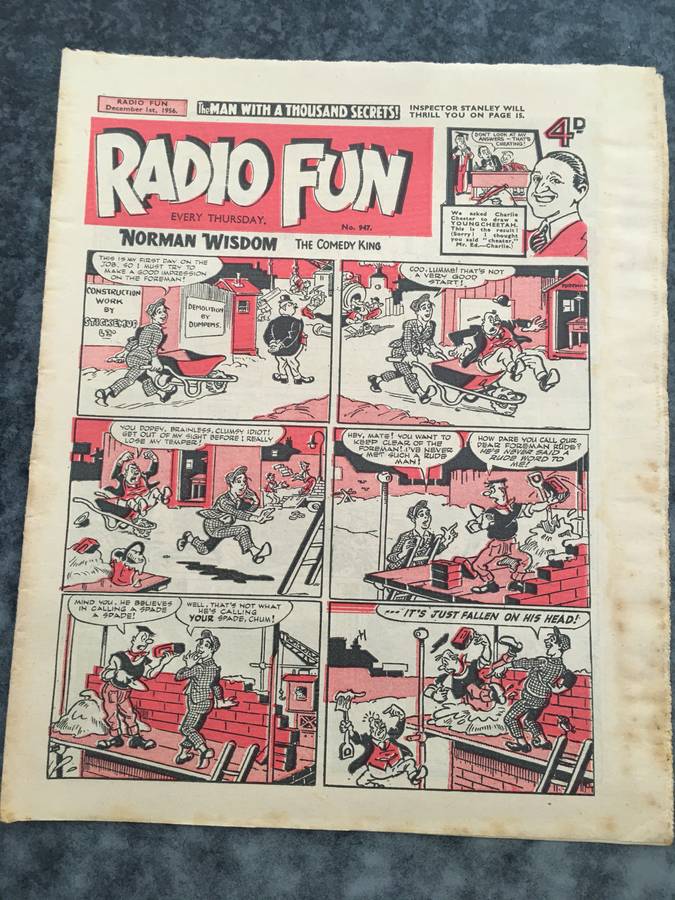 RADIO FUN
December 1st, 1956.
The MAN WITH A THOUSAND SECRETS!
INSPECTOR STANLEY WILL
THRILL YOU ON PAGE 15.
4D
RADIO FUN
EVERY THURSDAY.
No. 947.
DON'T LOOK AT MY
ANSWERS - THAT'S
CHEATING!
We asked Charlie
Chester to draw a
YOUNG CHEETAH.
This is the result!
(Sorry! I thought
you said "cheater,"
Mr. Ed.—Charlie.)
NORMAN WISDOM
THE COMEDY KING
THIS IS MY FIRST DAY ON THE
JOB, SO I MUST TRY TO
MAKE A GOOD IMPRESSION
ON THE FOREMAN!
CONSTRUCTION
WORK
BY
STICKEMUP
LTD
DEMOLITION
BY
DUMPEMS.
COO, LUMME! THAT'S NOT
A VERY GOOD
START!
YOU DOPEY, BRAINLESS, CLUMSY IDIOT!
GET OUT OF MY SIGHT BEFORE I REALLY
LOSE MY TEMPER!
HEY, MATE! YOU WANT TO
KEEP CLEAR OF THE
FOREMAN! I'VE NEVER
MET SUCH A RUDE
MAN!
HOW DARE YOU CALL OUR
DEAR FOREMAN RUDE?
HE'S NEVER SAID A
RUDE WORD TO
ME!
MIND YOU, HE BELIEVES
IN CALLING A SPADE
A SPADE!
WELL, THAT'S NOT WHAT
HE'S CALLING
YOUR SPADE, CHUM!
---IT'S JUST FALLEN ON HIS HEAD!